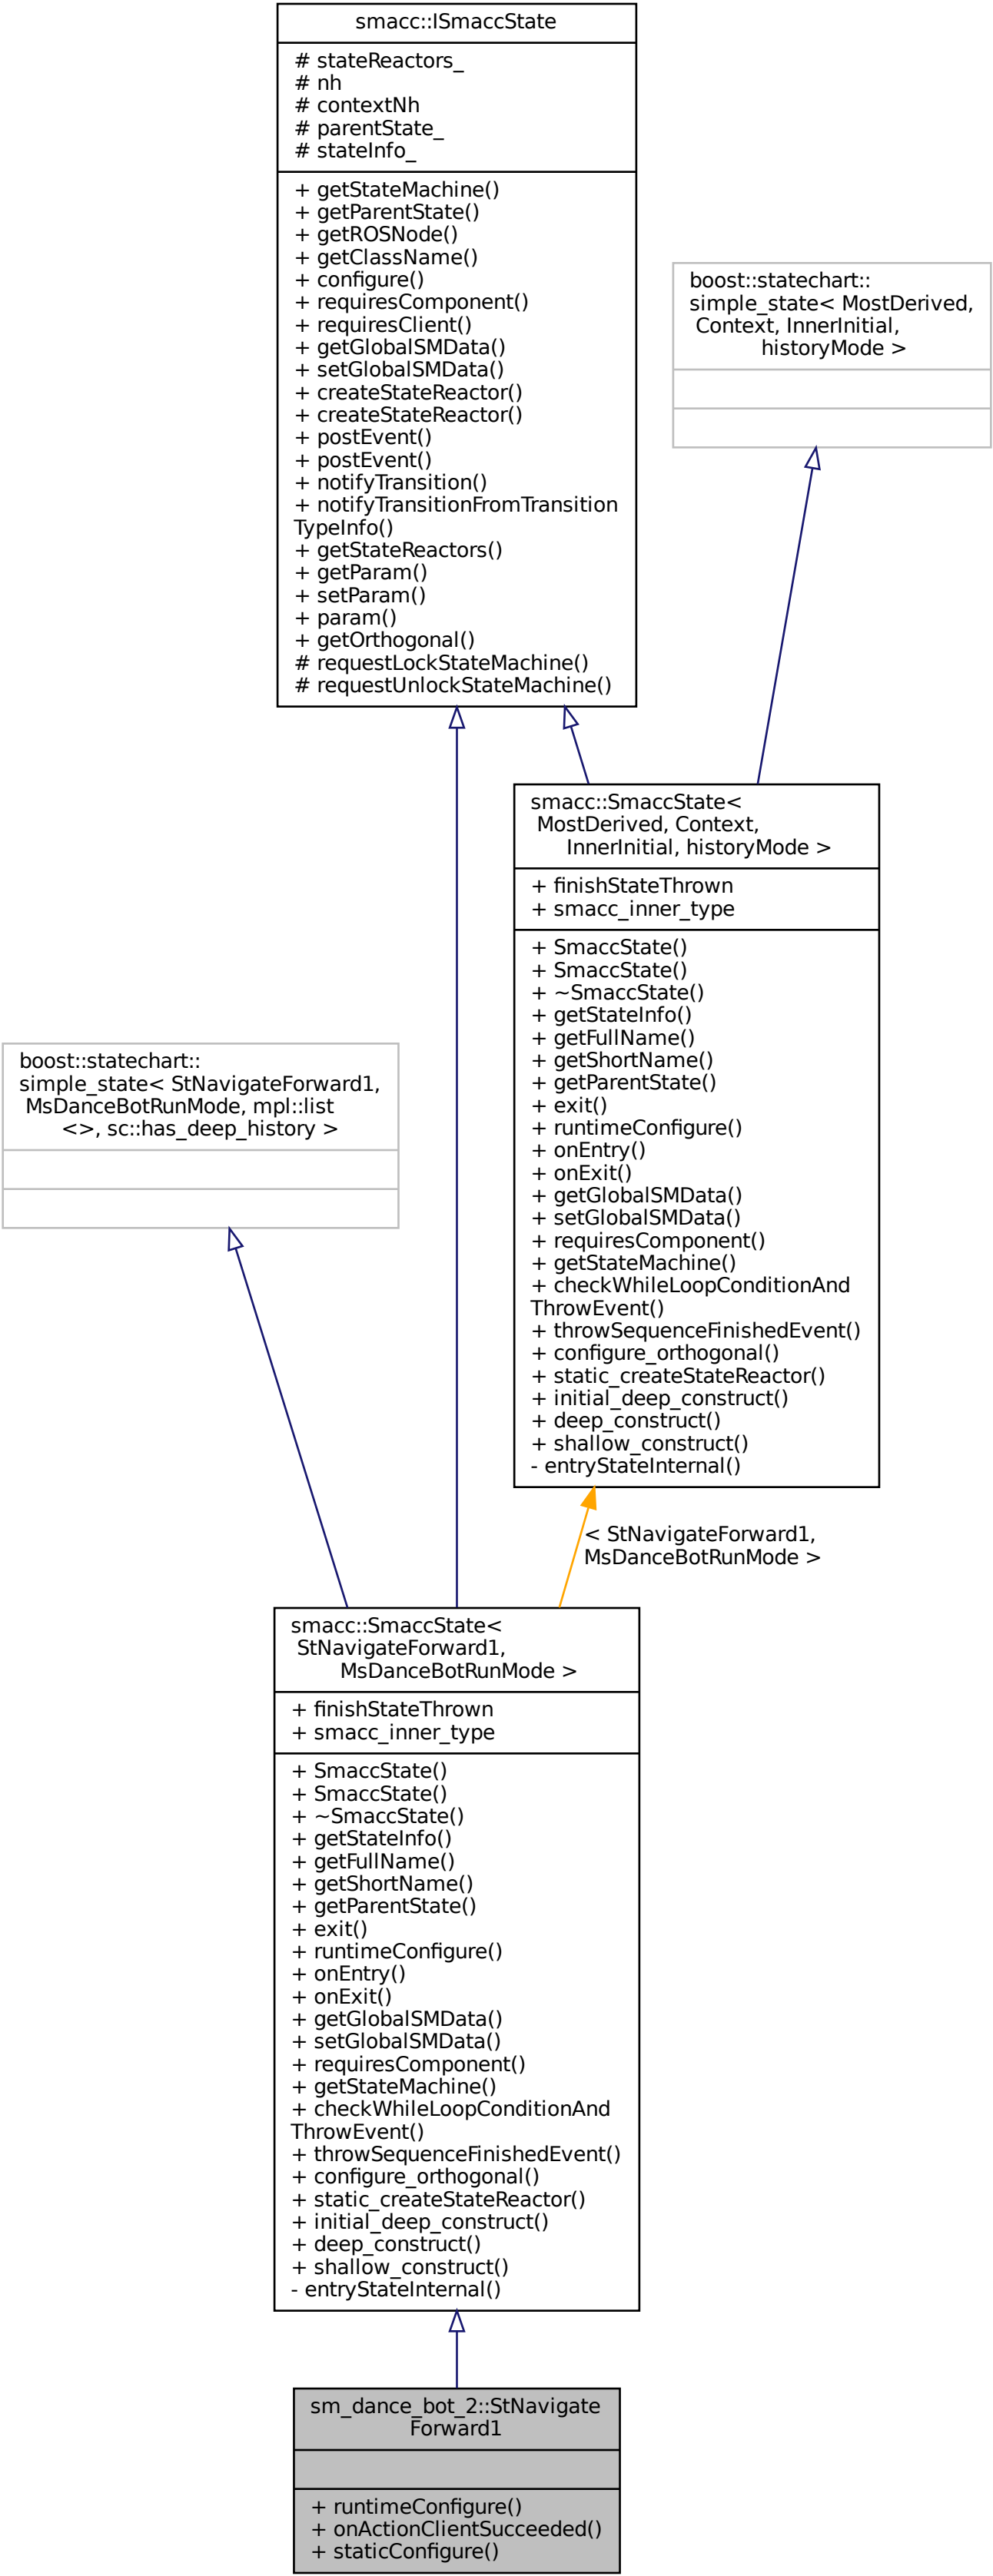 smacc::ISmaccState
# stateReactors_
# nh
# contextNh
# parentState_
# stateInfo_
+ getStateMachine()
+ getParentState()
+ getROSNode()
+ getClassName()
+ configure()
+ requiresComponent()
+ requiresClient()
+ getGlobalSMData()
+ setGlobalSMData()
+ createStateReactor()
+ createStateReactor()
+ postEvent()
+ postEvent()
+ notifyTransition()
+ notifyTransitionFromTransition
TypeInfo()
+ getStateReactors()
+ getParam()
+ setParam()
+ param()
+ getOrthogonal()
# requestLockStateMachine()
# requestUnlockStateMachine()
boost::statechart::
simple_state< MostDerived,
Context, InnerInitial,
historyMode >
smacc::SmaccState<
MostDerived, Context,
InnerInitial, historyMode >
+ finishStateThrown
+ smacc_inner_type
+ SmaccState()
+ SmaccState()
+ ~SmaccState()
+ getStateInfo()
+ getFullName()
+ getShortName()
+ getParentState()
+ exit()
+ runtimeConfigure()
+ onEntry()
+ onExit()
+ getGlobalSMData()
+ setGlobalSMData()
+ requiresComponent()
+ getStateMachine()
+ checkWhileLoopConditionAnd
ThrowEvent()
+ throwSequenceFinishedEvent()
+ configure_orthogonal()
+ static_createStateReactor()
+ initial_deep_construct()
+ deep_construct()
+ shallow_construct()
- entryStateInternal()
boost::statechart::
simple_state< StNavigateForward1,
MsDanceBotRunMode, mpl::list
<>, sc::has_deep_history >
< StNavigateForward1,
MsDanceBotRunMode >
smacc::SmaccState<
StNavigateForward1,
MsDanceBotRunMode >
+ finishStateThrown
+ smacc_inner_type
+ SmaccState()
+ SmaccState()
+ ~SmaccState()
+ getStateInfo()
+ getFullName()
+ getShortName()
+ getParentState()
+ exit()
+ runtimeConfigure()
+ onEntry()
+ onExit()
+ getGlobalSMData()
+ setGlobalSMData()
+ requiresComponent()
+ getStateMachine()
+ checkWhileLoopConditionAnd
ThrowEvent()
+ throwSequenceFinishedEvent()
+ configure_orthogonal()
+ static_createStateReactor()
+ initial_deep_construct()
+ deep_construct()
+ shallow_construct()
- entryStateInternal()
sm_dance_bot_2::StNavigate
Forward1
+ runtimeConfigure()
+ onActionClientSucceeded()
+ staticConfigure()